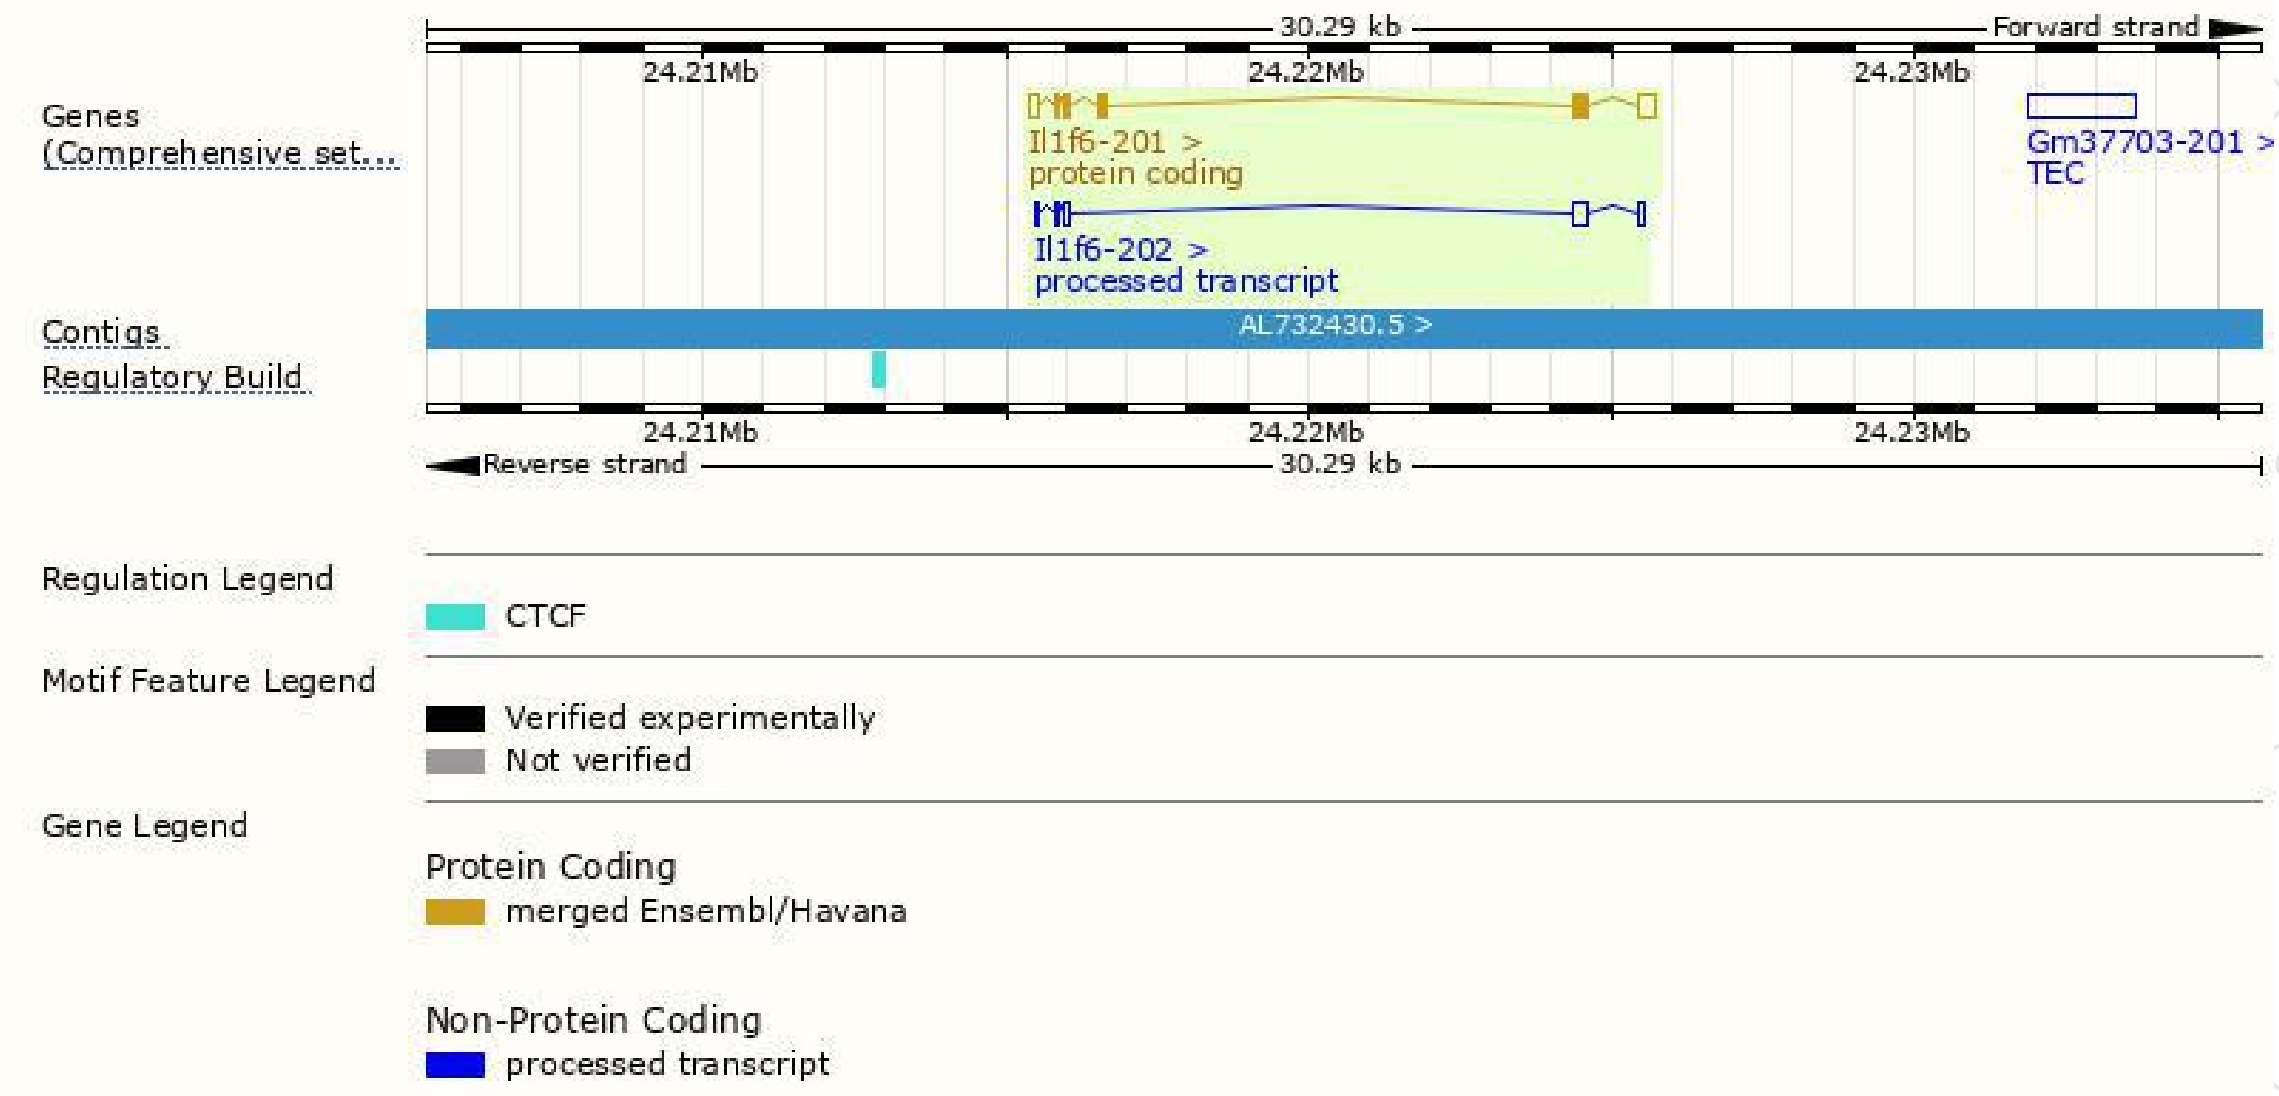 30.29 kb Forward strand
24.21Mb 24.22Mb 24.23Mb
Genes
(Comprehensive set...
Il1f6-201 >
protein coding
Gm37703-201 >
TEC
Il1f6-202 >
processed transcript
Contigs
AL732430.5 >
Regulatory Build
24.21Mb 24.22Mb 24.23Mb
Reverse strand 30.29 kb
Regulation Legend
CTCF
Motif Feature Legend
Verified experimentally
Not verified
Gene Legend
Protein Coding
merged Ensembl/Havana
Non-Protein Coding
processed transcript